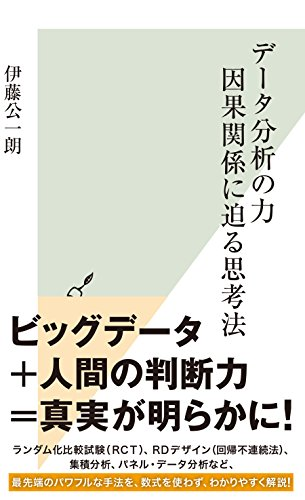 データ分析の力
因果関係に迫る思考法
伊藤公一朗
ビッグデータ
+人間の判断力
=真実が明らかに!
ランダム化比較試験(RCT)、RDデザイン(回帰不連続法)、
集積分析、パネル・データ分析など、
最先端のパワフルな手法を、数式を使わず、わかりやすく解説!